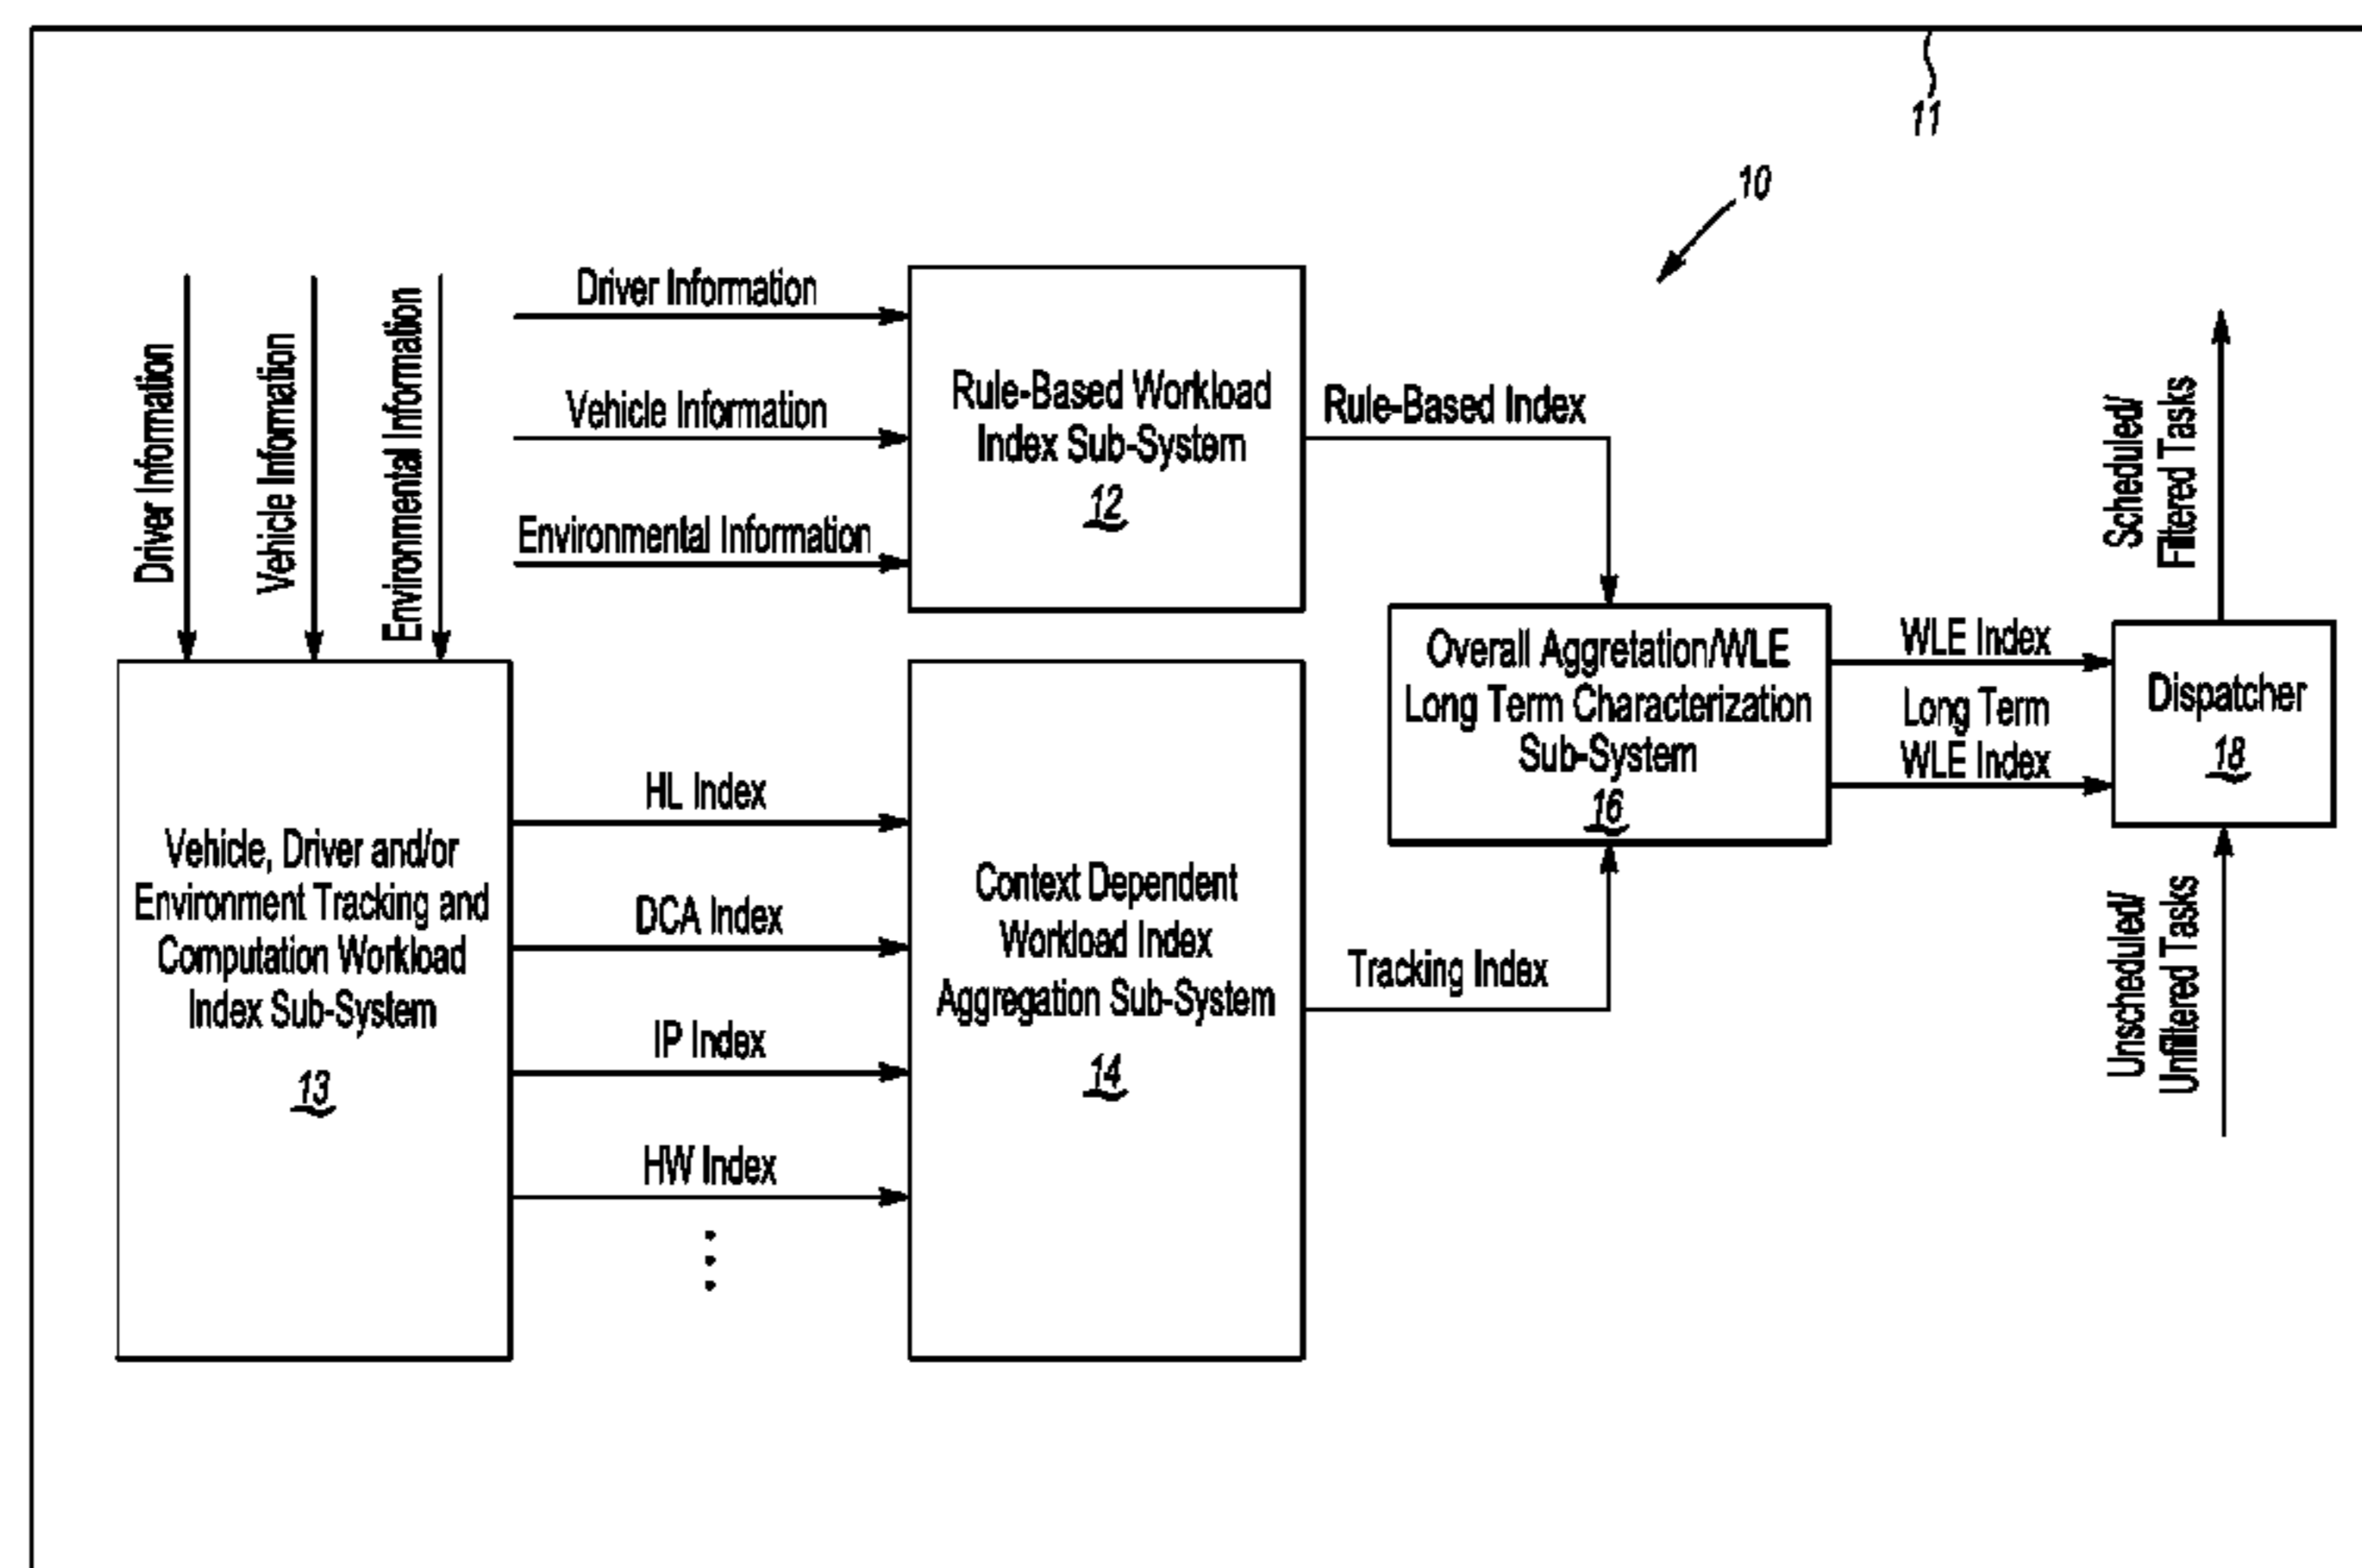 11
10
Driver Information
Vehicle Information
Environmental Information
Driver Information
Vehicle Information
Environmental Information
Rule-Based Workload
Index Sub-System
12
Rule-Based Index
Scheduled/
Filtered Tasks
Overall Aggretation/WLE
Long Term Characterization
Sub-System
16
WLE Index
Long Term
WLE Index
Dispatcher
18
Unscheduled/
Unfiltered Tasks
Vehicle, Driver and/or
Environment Tracking and
Computation Workload
Index Sub-System
13
HL Index
DCA Index
IP Index
HW Index
Context Dependent
Workload Index
Aggregation Sub-System
14
Tracking Index